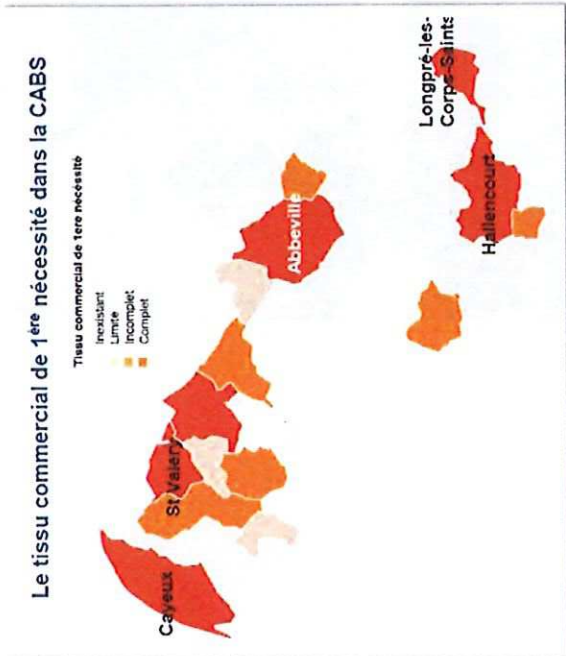 Le tissu commercial de 1ère nécessité dans la CABS
Tissu commercial de 1ere nécessité
Inexistant
Limite
Incomplet
Complet
Cayeux
St Valery
Abbeville
Longpré-les-
Corps-Saints
Hallencourt